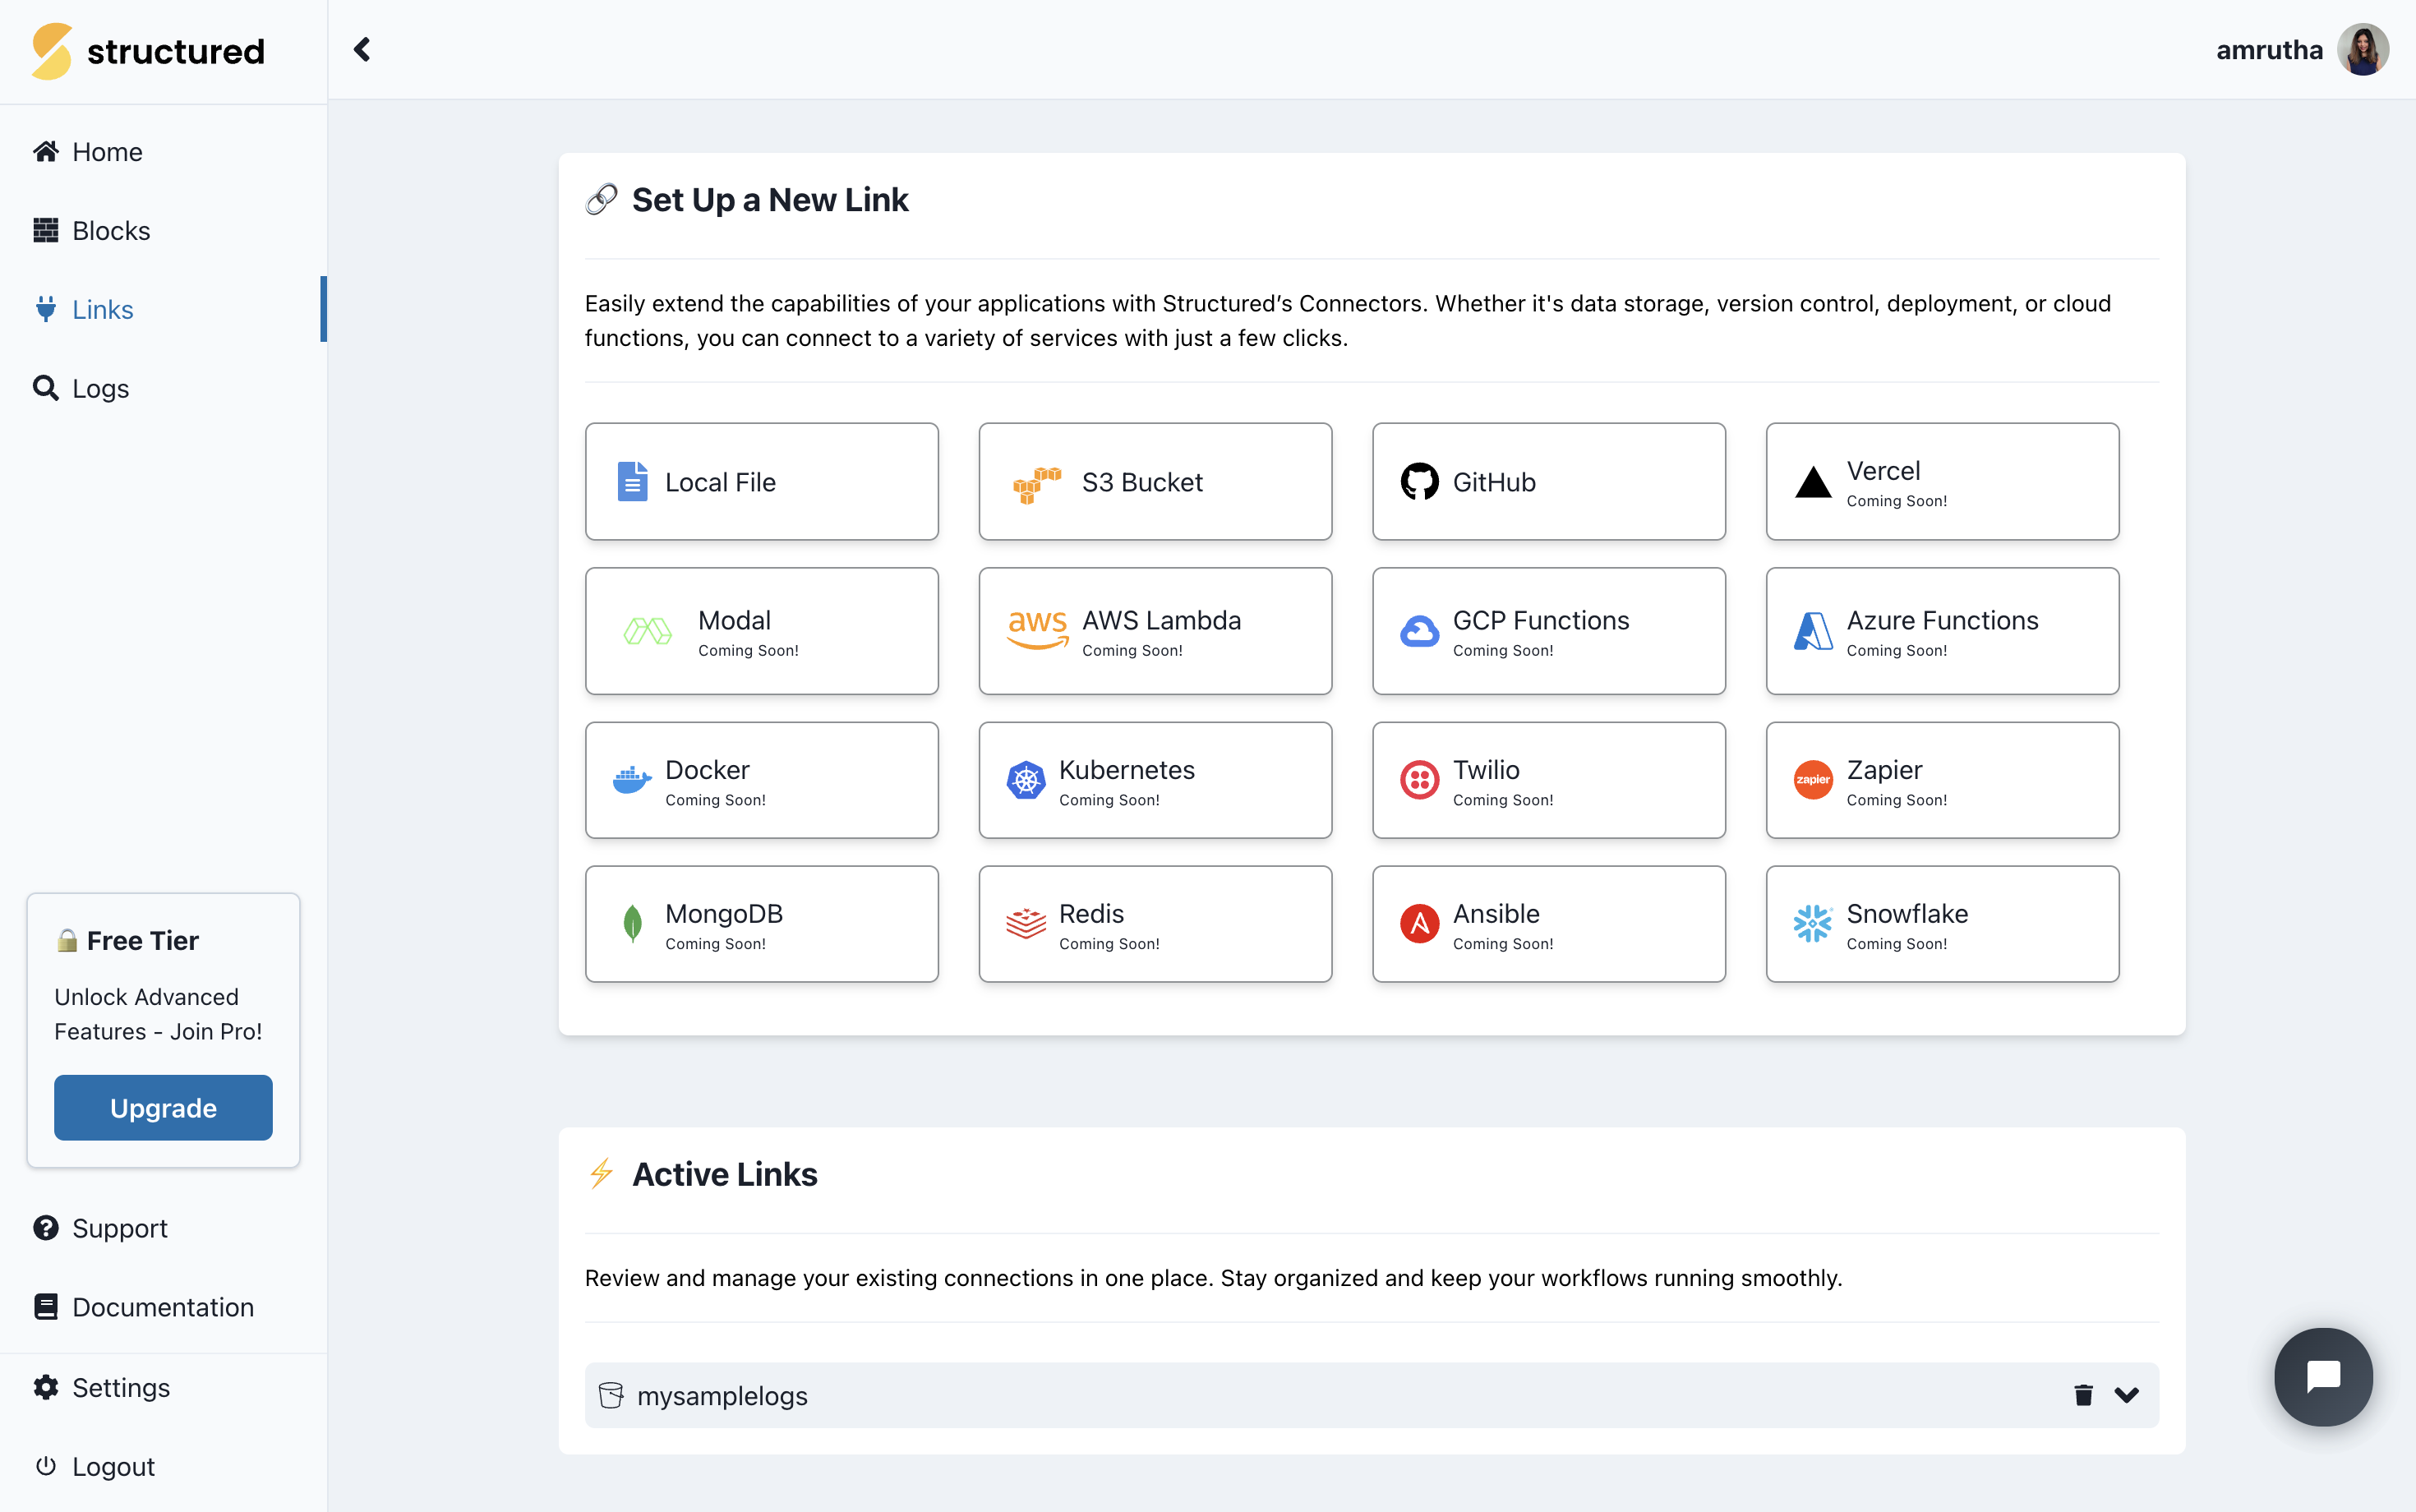 structured
amrutha
Home
Blocks
Links
Logs
Free Tier
Unlock Advanced
Features - Join Pro!
Upgrade
Support
Documentation
Settings
Logout
Set Up a New Link
Easily extend the capabilities of your applications with Structured’s Connectors. Whether it's data storage, version control, deployment, or cloud
functions, you can connect to a variety of services with just a few clicks.
Local File
S3 Bucket
GitHub
Vercel
Coming Soon!
Modal
Coming Soon!
aws
AWS Lambda
Coming Soon!
GCP Functions
Coming Soon!
Azure Functions
Coming Soon!
Docker
Coming Soon!
Kubernetes
Coming Soon!
Twilio
Coming Soon!
zapier
Zapier
Coming Soon!
MongoDB
Coming Soon!
Redis
Coming Soon!
Ansible
Coming Soon!
Snowflake
Coming Soon!
Active Links
Review and manage your existing connections in one place. Stay organized and keep your workflows running smoothly.
mysamplelogs